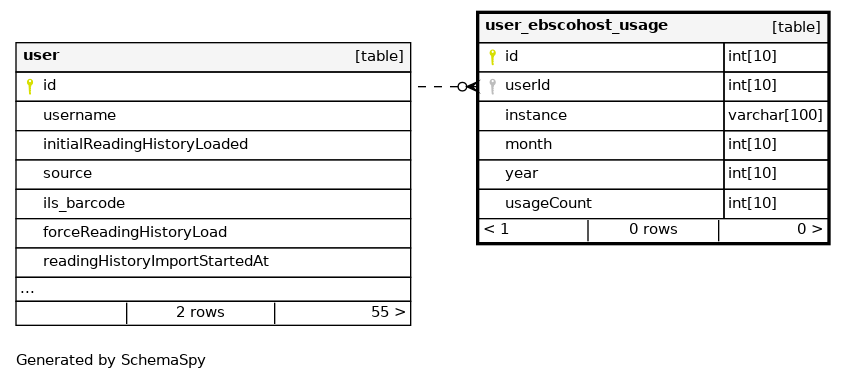 user [table]
id
username
initialReadingHistoryLoaded
source
ils_barcode
forceReadingHistoryLoad
readingHistoryImportStartedAt
...
2 rows 55 >
user_ebscohost_usage [table]
id int[10]
userId int[10]
instance varchar[100]
month int[10]
year int[10]
usageCount int[10]
< 1 0 rows 0 >
Generated by SchemaSpy